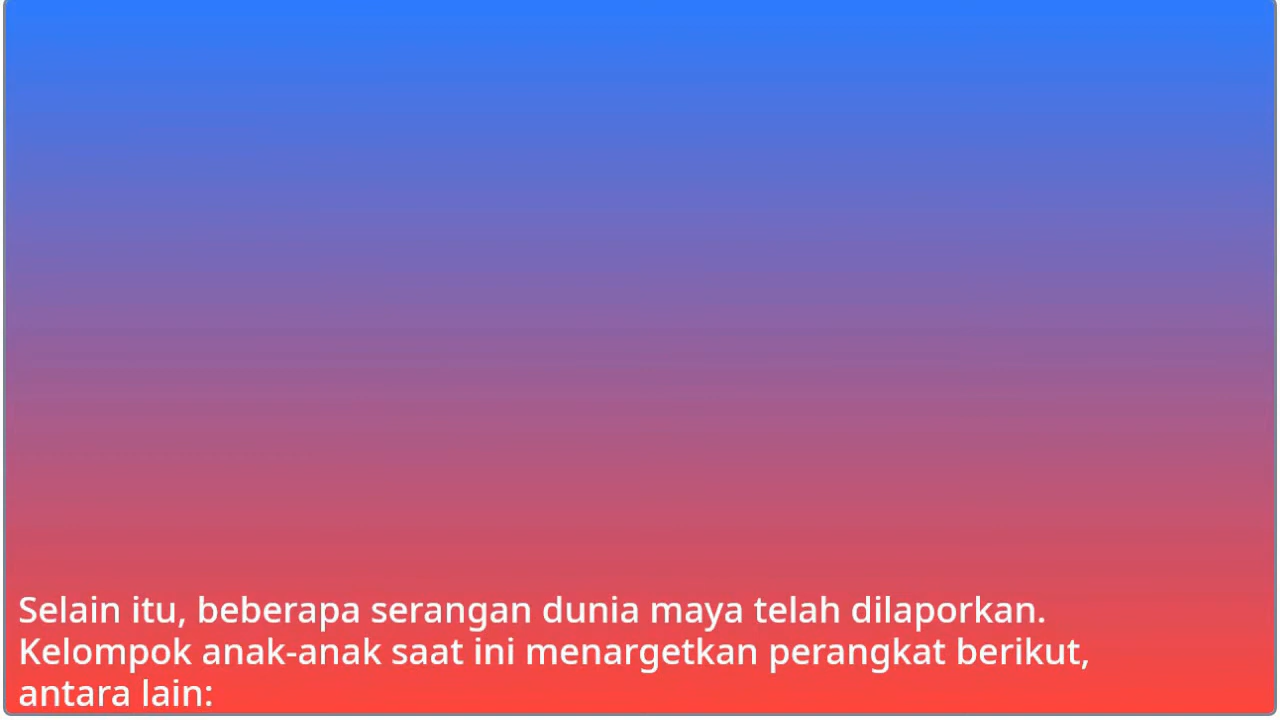 Selain itu, beberapa serangan dunia maya telah dilaporkan.
Kelompok anak-anak saat ini menargetkan perangkat berikut,
antara lain: